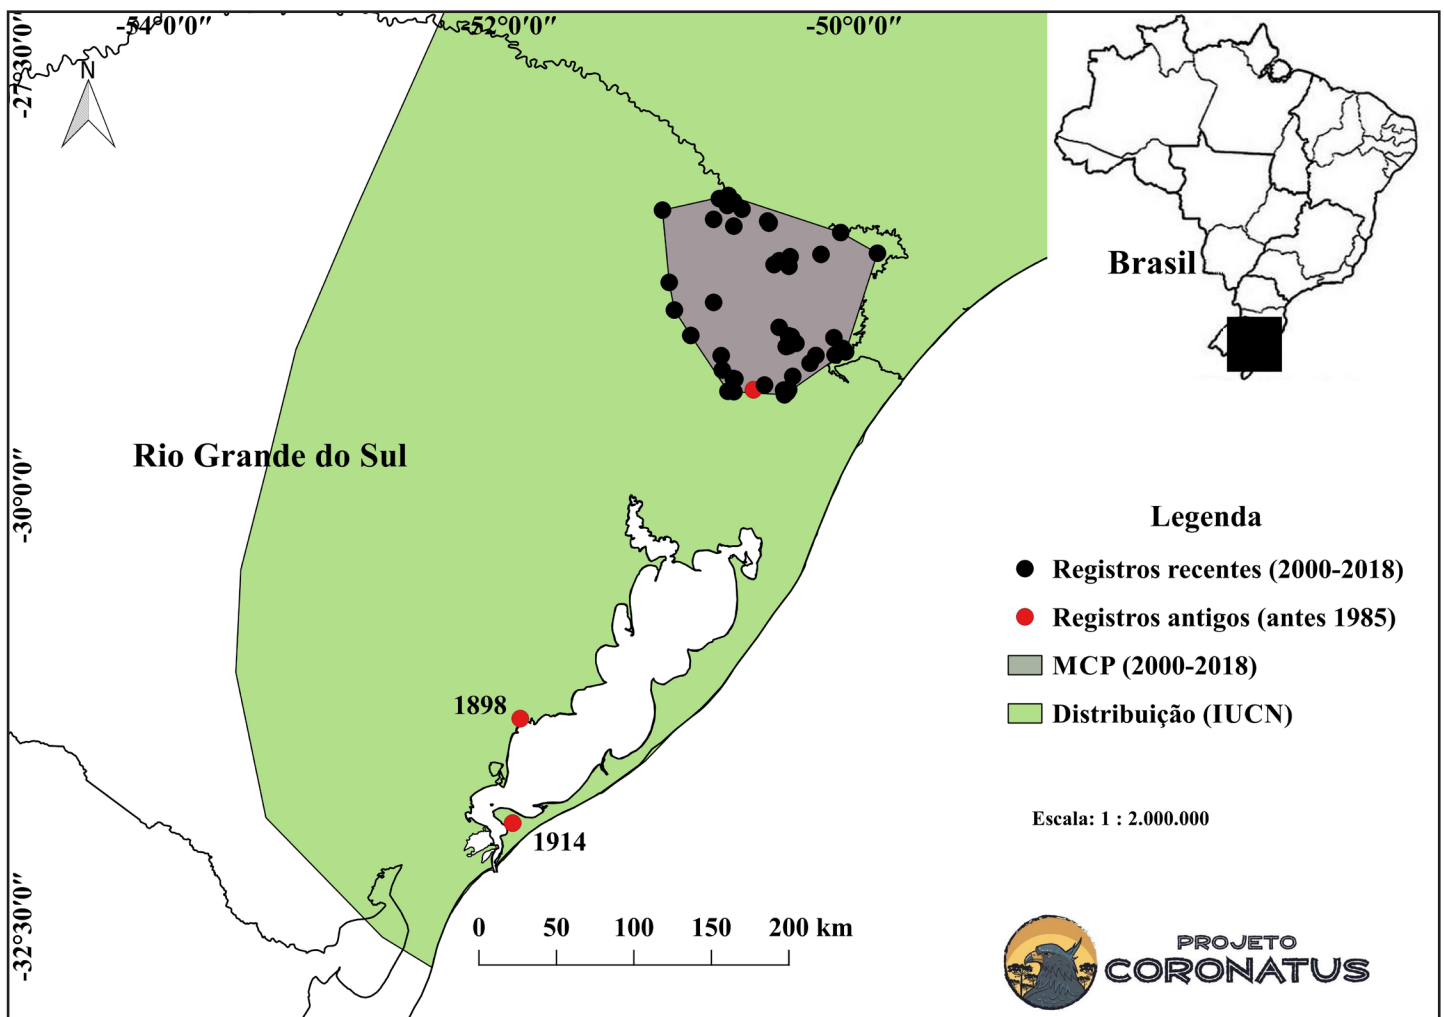 -54°0′0″
-52°0′0″
-50°0′0″
-27°30′0″
N
Brasil
Rio Grande do Sul
-30°0′0″
Legenda
Registros recentes (2000-2018)
Registros antigos (antes 1985)
MCP (2000-2018)
Distribuição (IUCN)
1898
1914
Escala: 1 : 2.000.000
-32°30′0″
0 50 100 150 200 km
PROJETO
CORONATUS